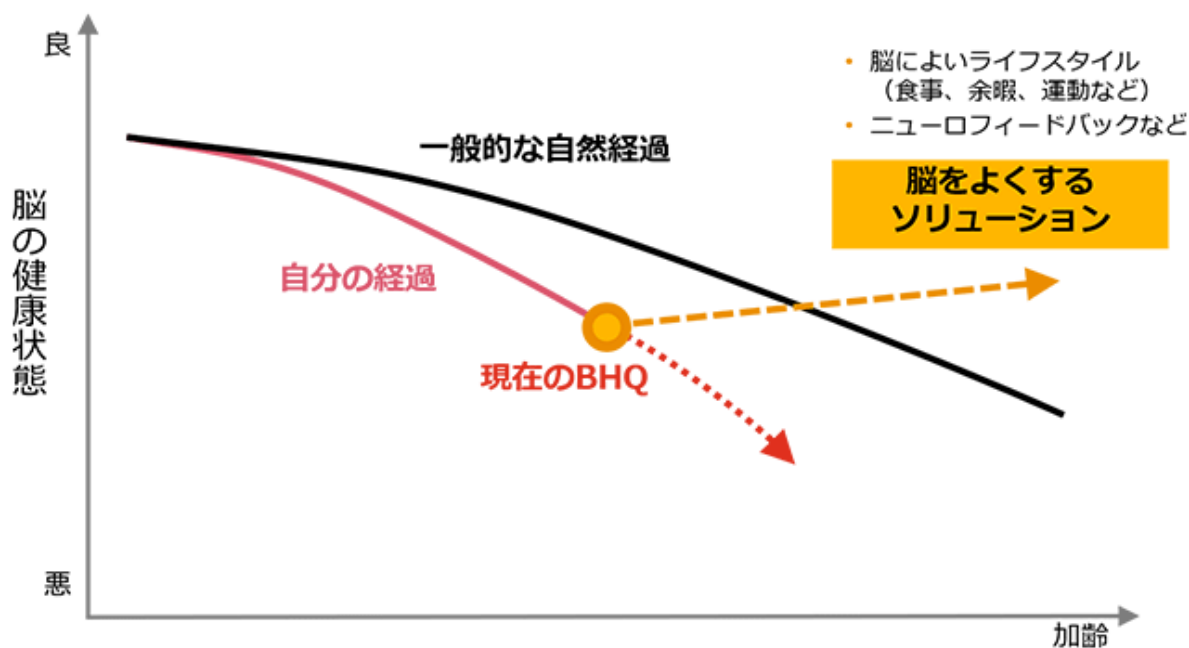 良
脳によいライフスタイル
(食事、余暇、運動など)
ニューロフィードバックなど
一般的な自然経過
脳をよくする
ソリューション
脳の健康状態
自分の経過
現在のBHQ
悪
加齢